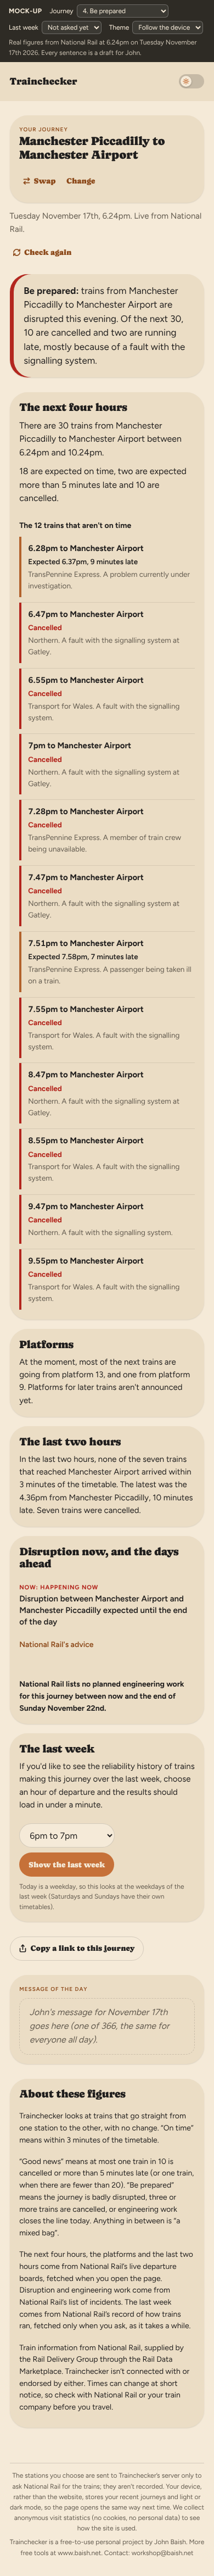 MOCK-UP Journey 4. Be prepared
Last week Not asked yet Theme Follow the device
Real figures from National Rail at 6.24pm on Tuesday November
17th 2026. Every sentence is a draft for John.
Trainchecker
YOUR JOURNEY
Manchester Piccadilly to
Manchester Airport
Swap Change
Tuesday November 17th, 6.24pm. Live from National
Rail.
Check again
Be prepared: trains from Manchester
Piccadilly to Manchester Airport are
disrupted this evening. Of the next 30,
10 are cancelled and two are running
late, mostly because of a fault with the
signalling system.
The next four hours
There are 30 trains from Manchester
Piccadilly to Manchester Airport between
6.24pm and 10.24pm.
18 are expected on time, two are expected
more than 5 minutes late and 10 are
cancelled.
The 12 trains that aren't on time
6.28pm to Manchester Airport
Expected 6.37pm, 9 minutes late
TransPennine Express. A problem currently under
investigation.
6.47pm to Manchester Airport
Cancelled
Northern. A fault with the signalling system at
Gatley.
6.55pm to Manchester Airport
Cancelled
Transport for Wales. A fault with the signalling
system.
7pm to Manchester Airport
Cancelled
Northern. A fault with the signalling system at
Gatley.
7.28pm to Manchester Airport
Cancelled
TransPennine Express. A member of train crew
being unavailable.
7.47pm to Manchester Airport
Cancelled
Northern. A fault with the signalling system at
Gatley.
7.51pm to Manchester Airport
Expected 7.58pm, 7 minutes late
TransPennine Express. A passenger being taken ill
on a train.
7.55pm to Manchester Airport
Cancelled
Transport for Wales. A fault with the signalling
system.
8.47pm to Manchester Airport
Cancelled
Northern. A fault with the signalling system at
Gatley.
8.55pm to Manchester Airport
Cancelled
Transport for Wales. A fault with the signalling
system.
9.47pm to Manchester Airport
Cancelled
Northern. A fault with the signalling system.
9.55pm to Manchester Airport
Cancelled
Transport for Wales. A fault with the signalling
system.
Platforms
At the moment, most of the next trains are
going from platform 13, and one from platform
9. Platforms for later trains aren't announced
yet.
The last two hours
In the last two hours, none of the seven trains
that reached Manchester Airport arrived within
3 minutes of the timetable. The latest was the
4.36pm from Manchester Piccadilly, 10 minutes
late. Seven trains were cancelled.
Disruption now, and the days
ahead
NOW: HAPPENING NOW
Disruption between Manchester Airport and
Manchester Piccadilly expected until the end
of the day
National Rail's advice
National Rail lists no planned engineering work
for this journey between now and the end of
Sunday November 22nd.
The last week
If you'd like to see the reliability history of trains
making this journey over the last week, choose
an hour of departure and the results should
load in under a minute.
6pm to 7pm
Show the last week
Today is a weekday, so this looks at the weekdays of the
last week (Saturdays and Sundays have their own
timetables).
Copy a link to this journey
MESSAGE OF THE DAY
John's message for November 17th
goes here (one of 366, the same for
everyone all day).
About these figures
Trainchecker looks at trains that go straight from
one station to the other, with no change. "On time"
means within 3 minutes of the timetable.
"Good news" means at most one train in 10 is
cancelled or more than 5 minutes late (or one train,
when there are fewer than 20). "Be prepared"
means the journey is badly disrupted, three or
more trains are cancelled, or engineering work
closes the line today. Anything in between is "a
mixed bag".
The next four hours, the platforms and the last two
hours come from National Rail's live departure
boards, fetched when you open the page.
Disruption and engineering work come from
National Rail's list of incidents. The last week
comes from National Rail's record of how trains
ran, fetched only when you ask, as it takes a while.
Train information from National Rail, supplied by
the Rail Delivery Group through the Rail Data
Marketplace. Trainchecker isn't connected with or
endorsed by either. Times can change at short
notice, so check with National Rail or your train
company before you travel.
The stations you choose are sent to Trainchecker's server only to
ask National Rail for the trains; they aren't recorded. Your device,
rather than the website, stores your recent journeys and light or
dark mode, so the page opens the same way next time. We collect
anonymous visit statistics (no cookies, no personal data) to see
how the site is used.
Trainchecker is a free-to-use personal project by John Baish. More
free tools at www.baish.net. Contact: workshop@baish.net